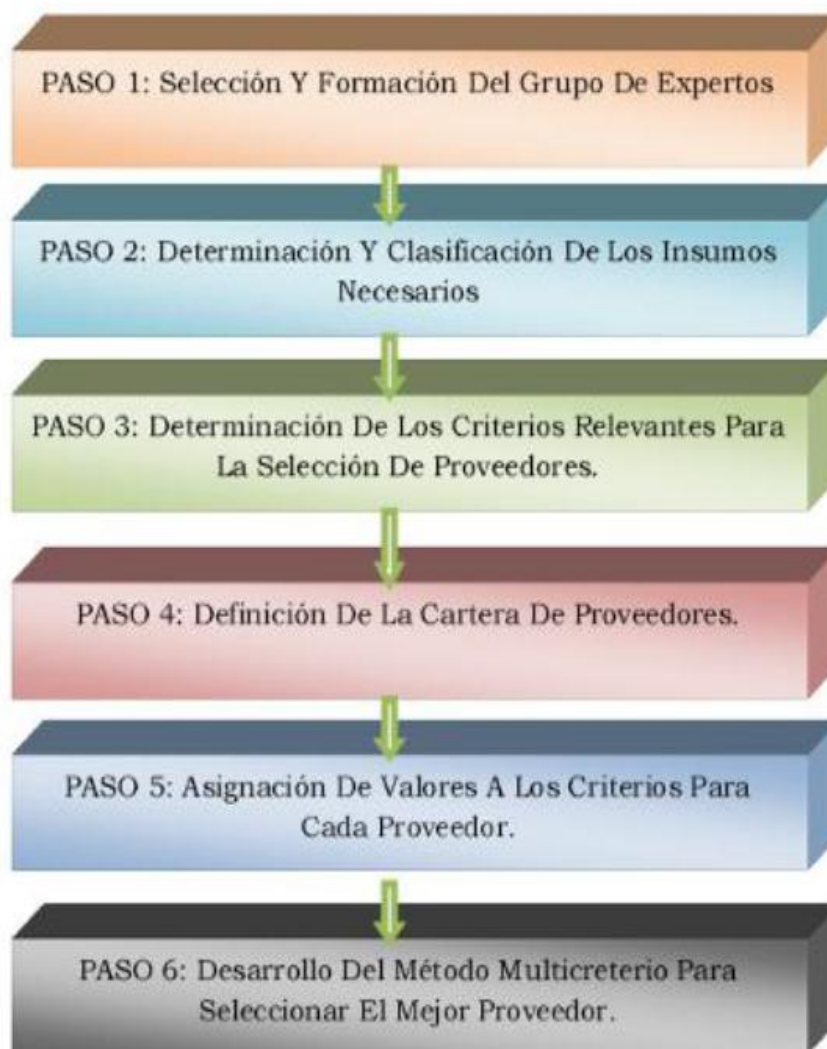 PASO 1: Selección Y Formación Del Grupo De Expertos
PASO 2: Determinación Y Clasificación De Los Insumos
Necesarios
PASO 3: Determinación De Los Criterios Relevantes Para
La Selección De Proveedores.
PASO 4: Definición De La Cartera De Proveedores.
PASO 5: Asignación De Valores A Los Criterios Para
Cada Proveedor.
PASO 6: Desarrollo Del Método Multicreterio Para
Seleccionar El Mejor Proveedor.